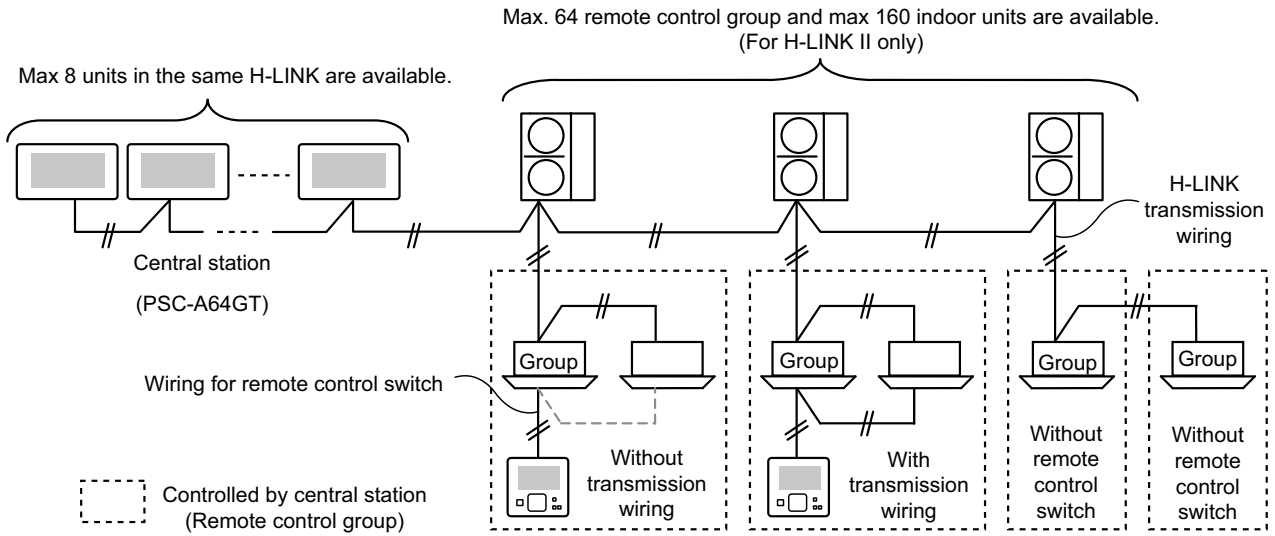 Max. 64 remote control group and max 160 indoor units are available.
(For H-LINK II only)
Max 8 units in the same H-LINK are available.
H-LINK
transmission
wiring
Central station
(PSC-A64GT)
Group
Group
Group
Group
Wiring for remote control switch
Without
transmission
wiring
With
transmission
wiring
Without
remote
control
switch
Without
remote
control
switch
Controlled by central station
(Remote control group)